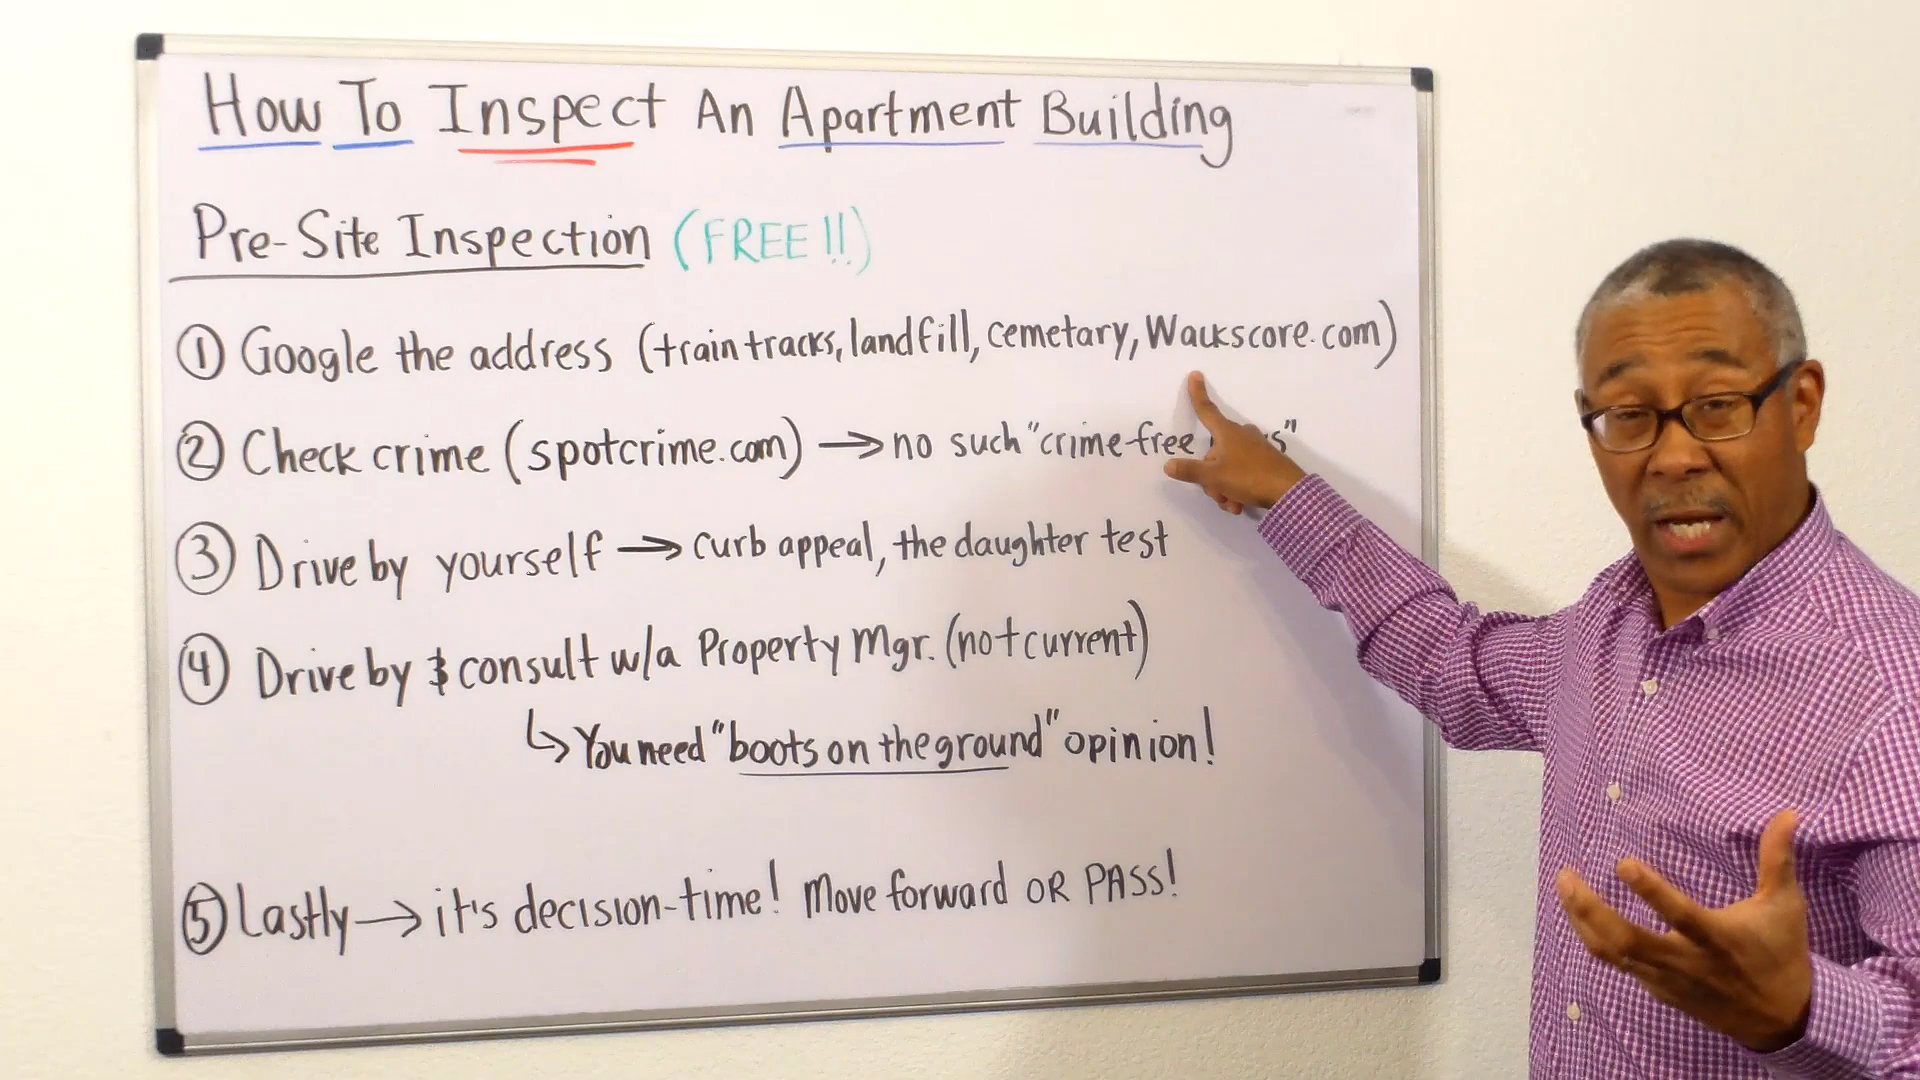 How To Inspect An Apartment Building
Pre-Site Inspection (FREE!!)
① Google the address (train tracks, landfill, cemetary, Walkscore.com)
② Check crime (spotcrime.com) → no such "crime-free
③ Drive by yourself → curb appeal, the daughter test
④ Drive by & consult w/a Property Mgr. (not current)
↳ You need "boots on the ground" opinion!
⑤ Lastly → it's decision-time! Move forward OR PASS!